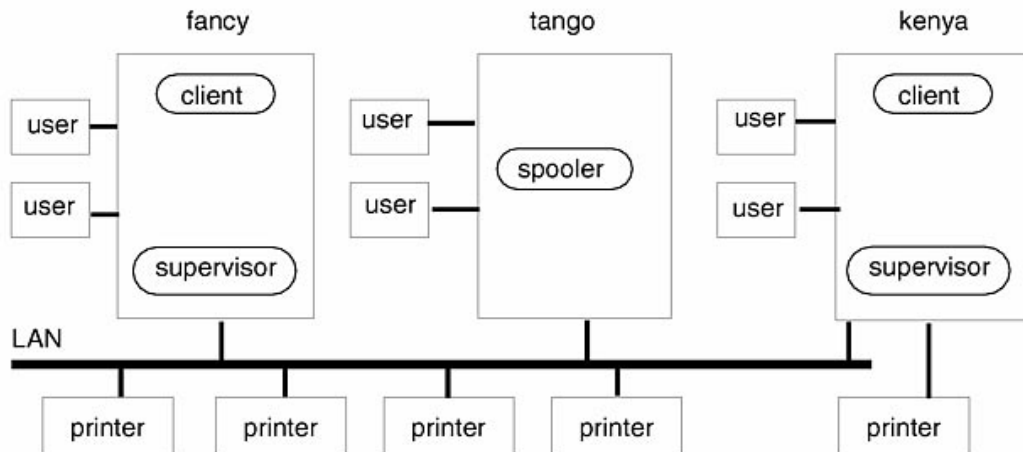 fancy
tango
kenya
client
client
user
user
user
spooler
user
user
user
supervisor
supervisor
LAN
printer
printer
printer
printer
printer